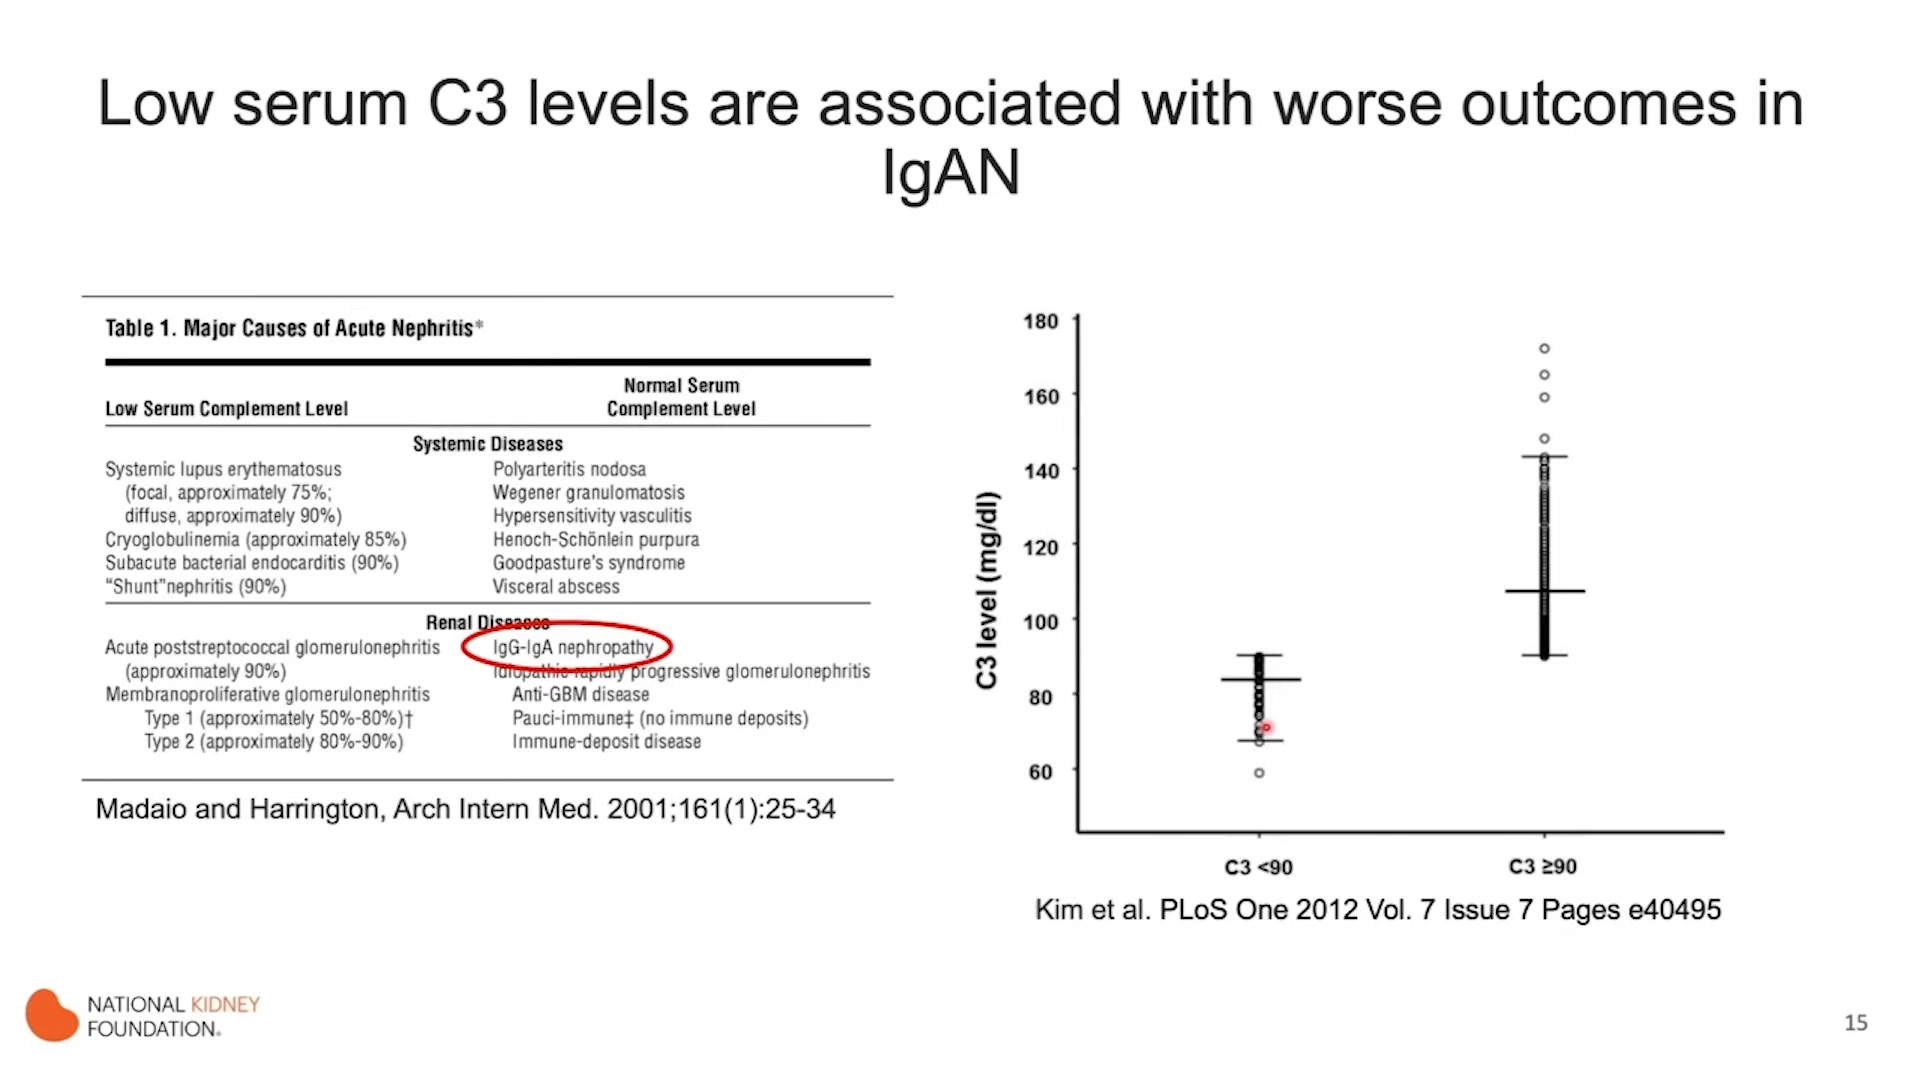 Low serum C3 levels are associated with worse outcomes in
IgAN
Table 1. Major Causes of Acute Nephritis*
Low Serum Complement Level
Normal Serum
Complement Level
Systemic Diseases
Systemic lupus erythematosus
(focal, approximately 75%;
diffuse, approximately 90%)
Cryoglobulinemia (approximately 85%)
Subacute bacterial endocarditis (90%)
“Shunt”nephritis (90%)
Polyarteritis nodosa
Wegener granulomatosis
Hypersensitivity vasculitis
Henoch-Schönlein purpura
Goodpasture's syndrome
Visceral abscess
Renal Diseases
Acute poststreptococcal glomerulonephritis
(approximately 90%)
Membranoproliferative glomerulonephritis
Type 1 (approximately 50%-80%)†
Type 2 (approximately 80%-90%)
IgG-IgA nephropathy
Idiopathic rapidly progressive glomerulonephritis
Anti-GBM disease
Pauci-immune‡ (no immune deposits)
Immune-deposit disease
Madaio and Harrington, Arch Intern Med. 2001;161(1):25-34
C3 level (mg/dl)
180
160
140
120
100
80
60
C3 <90
C3 ≥90
Kim et al. PLoS One 2012 Vol. 7 Issue 7 Pages e40495
NATIONAL KIDNEY
FOUNDATION®
15